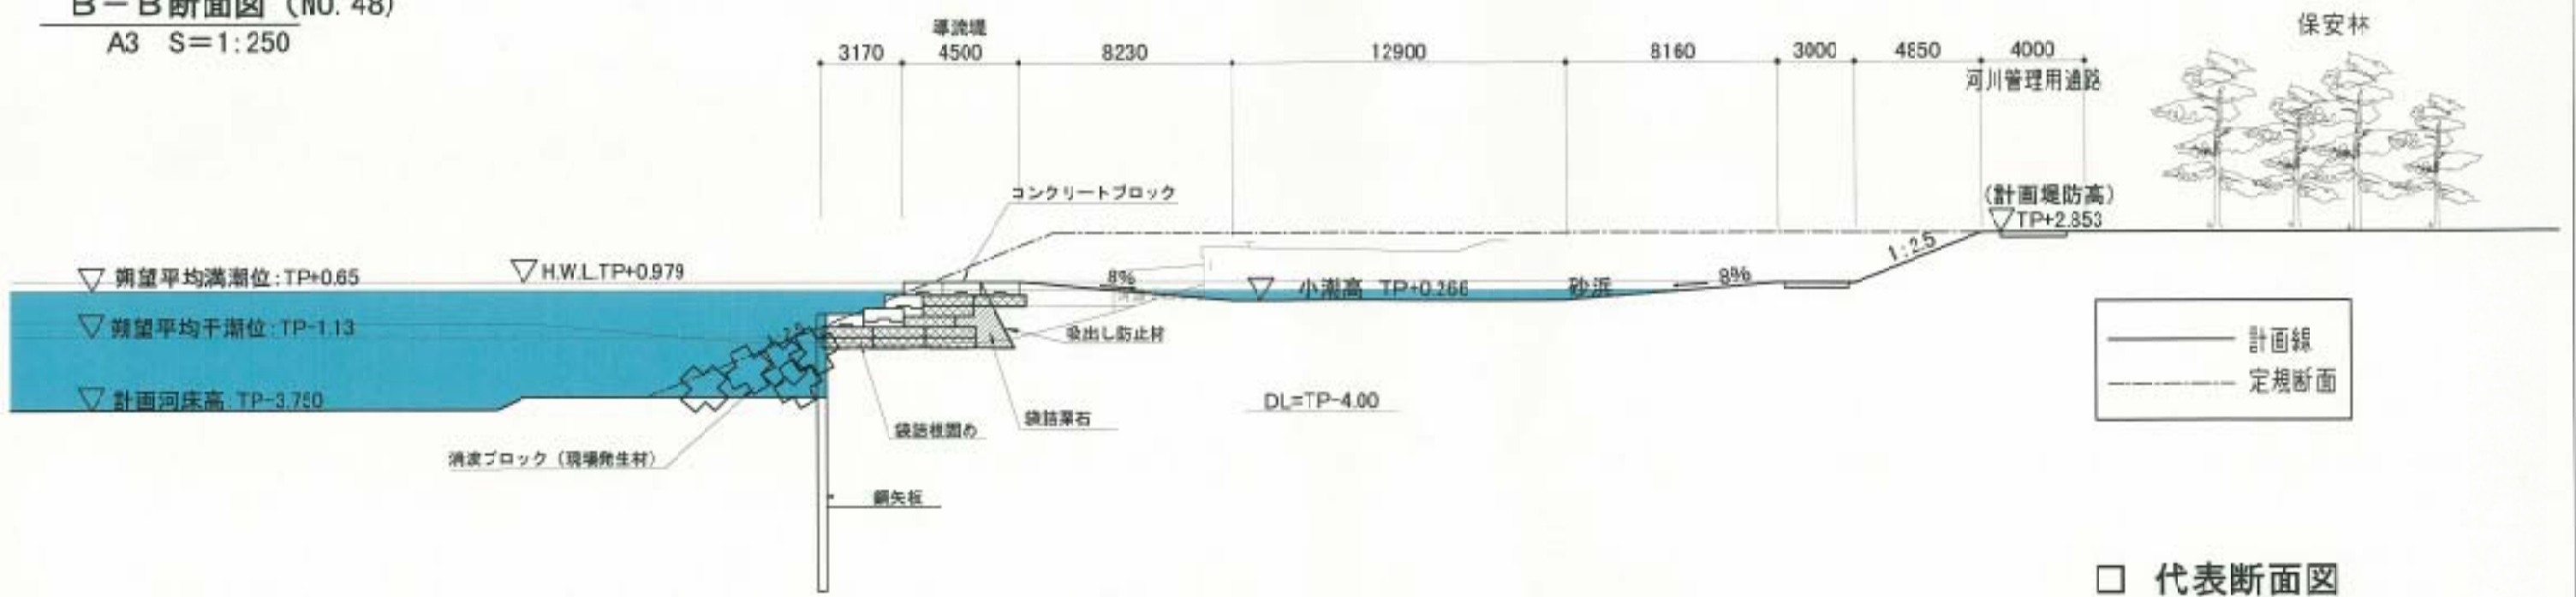 B－B断面図 (NO. 48)
A3 S=1:250
導流堤
3170 4500 8230 12900 8160 3000 4850 4000
河川管理用通路
保安林
コンクリートブロック
(計画堤防高)
TP+2.853
1:2.5
朔望平均満潮位:TP+0.65
H.W.L.TP+0.979
8%
小潮高 TP+0.266
砂浜
8%
朔望平均干潮位:TP-1.13
吸出し防止材
計画線
定規断面
計画河床高:TP-3.750
DL=TP-4.00
袋詰栗石
袋詰根固め
消波ブロック（現場発生材）
鋼矢板
□ 代表断面図